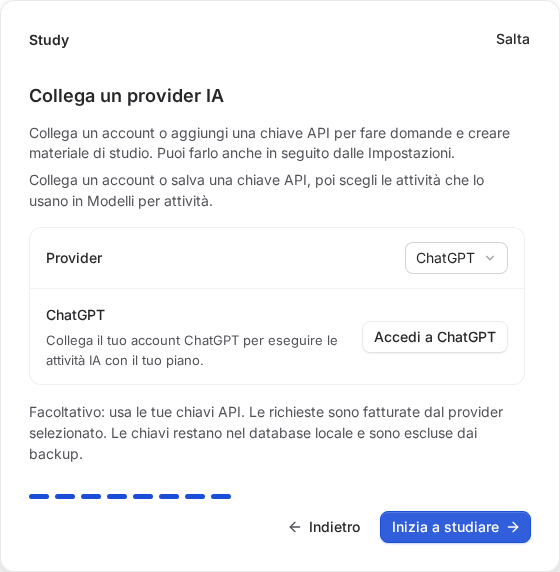 Study
Salta
Collega un provider IA
Collega un account o aggiungi una chiave API per fare domande e creare
materiale di studio. Puoi farlo anche in seguito dalle Impostazioni.
Collega un account o salva una chiave API, poi scegli le attività che lo
usano in Modelli per attività.
Provider
ChatGPT
ChatGPT
Collega il tuo account ChatGPT per eseguire le
attività IA con il tuo piano.
Accedi a ChatGPT
Facoltativo: usa le tue chiavi API. Le richieste sono fatturate dal provider
selezionato. Le chiavi restano nel database locale e sono escluse dai
backup.
Indietro
Inizia a studiare